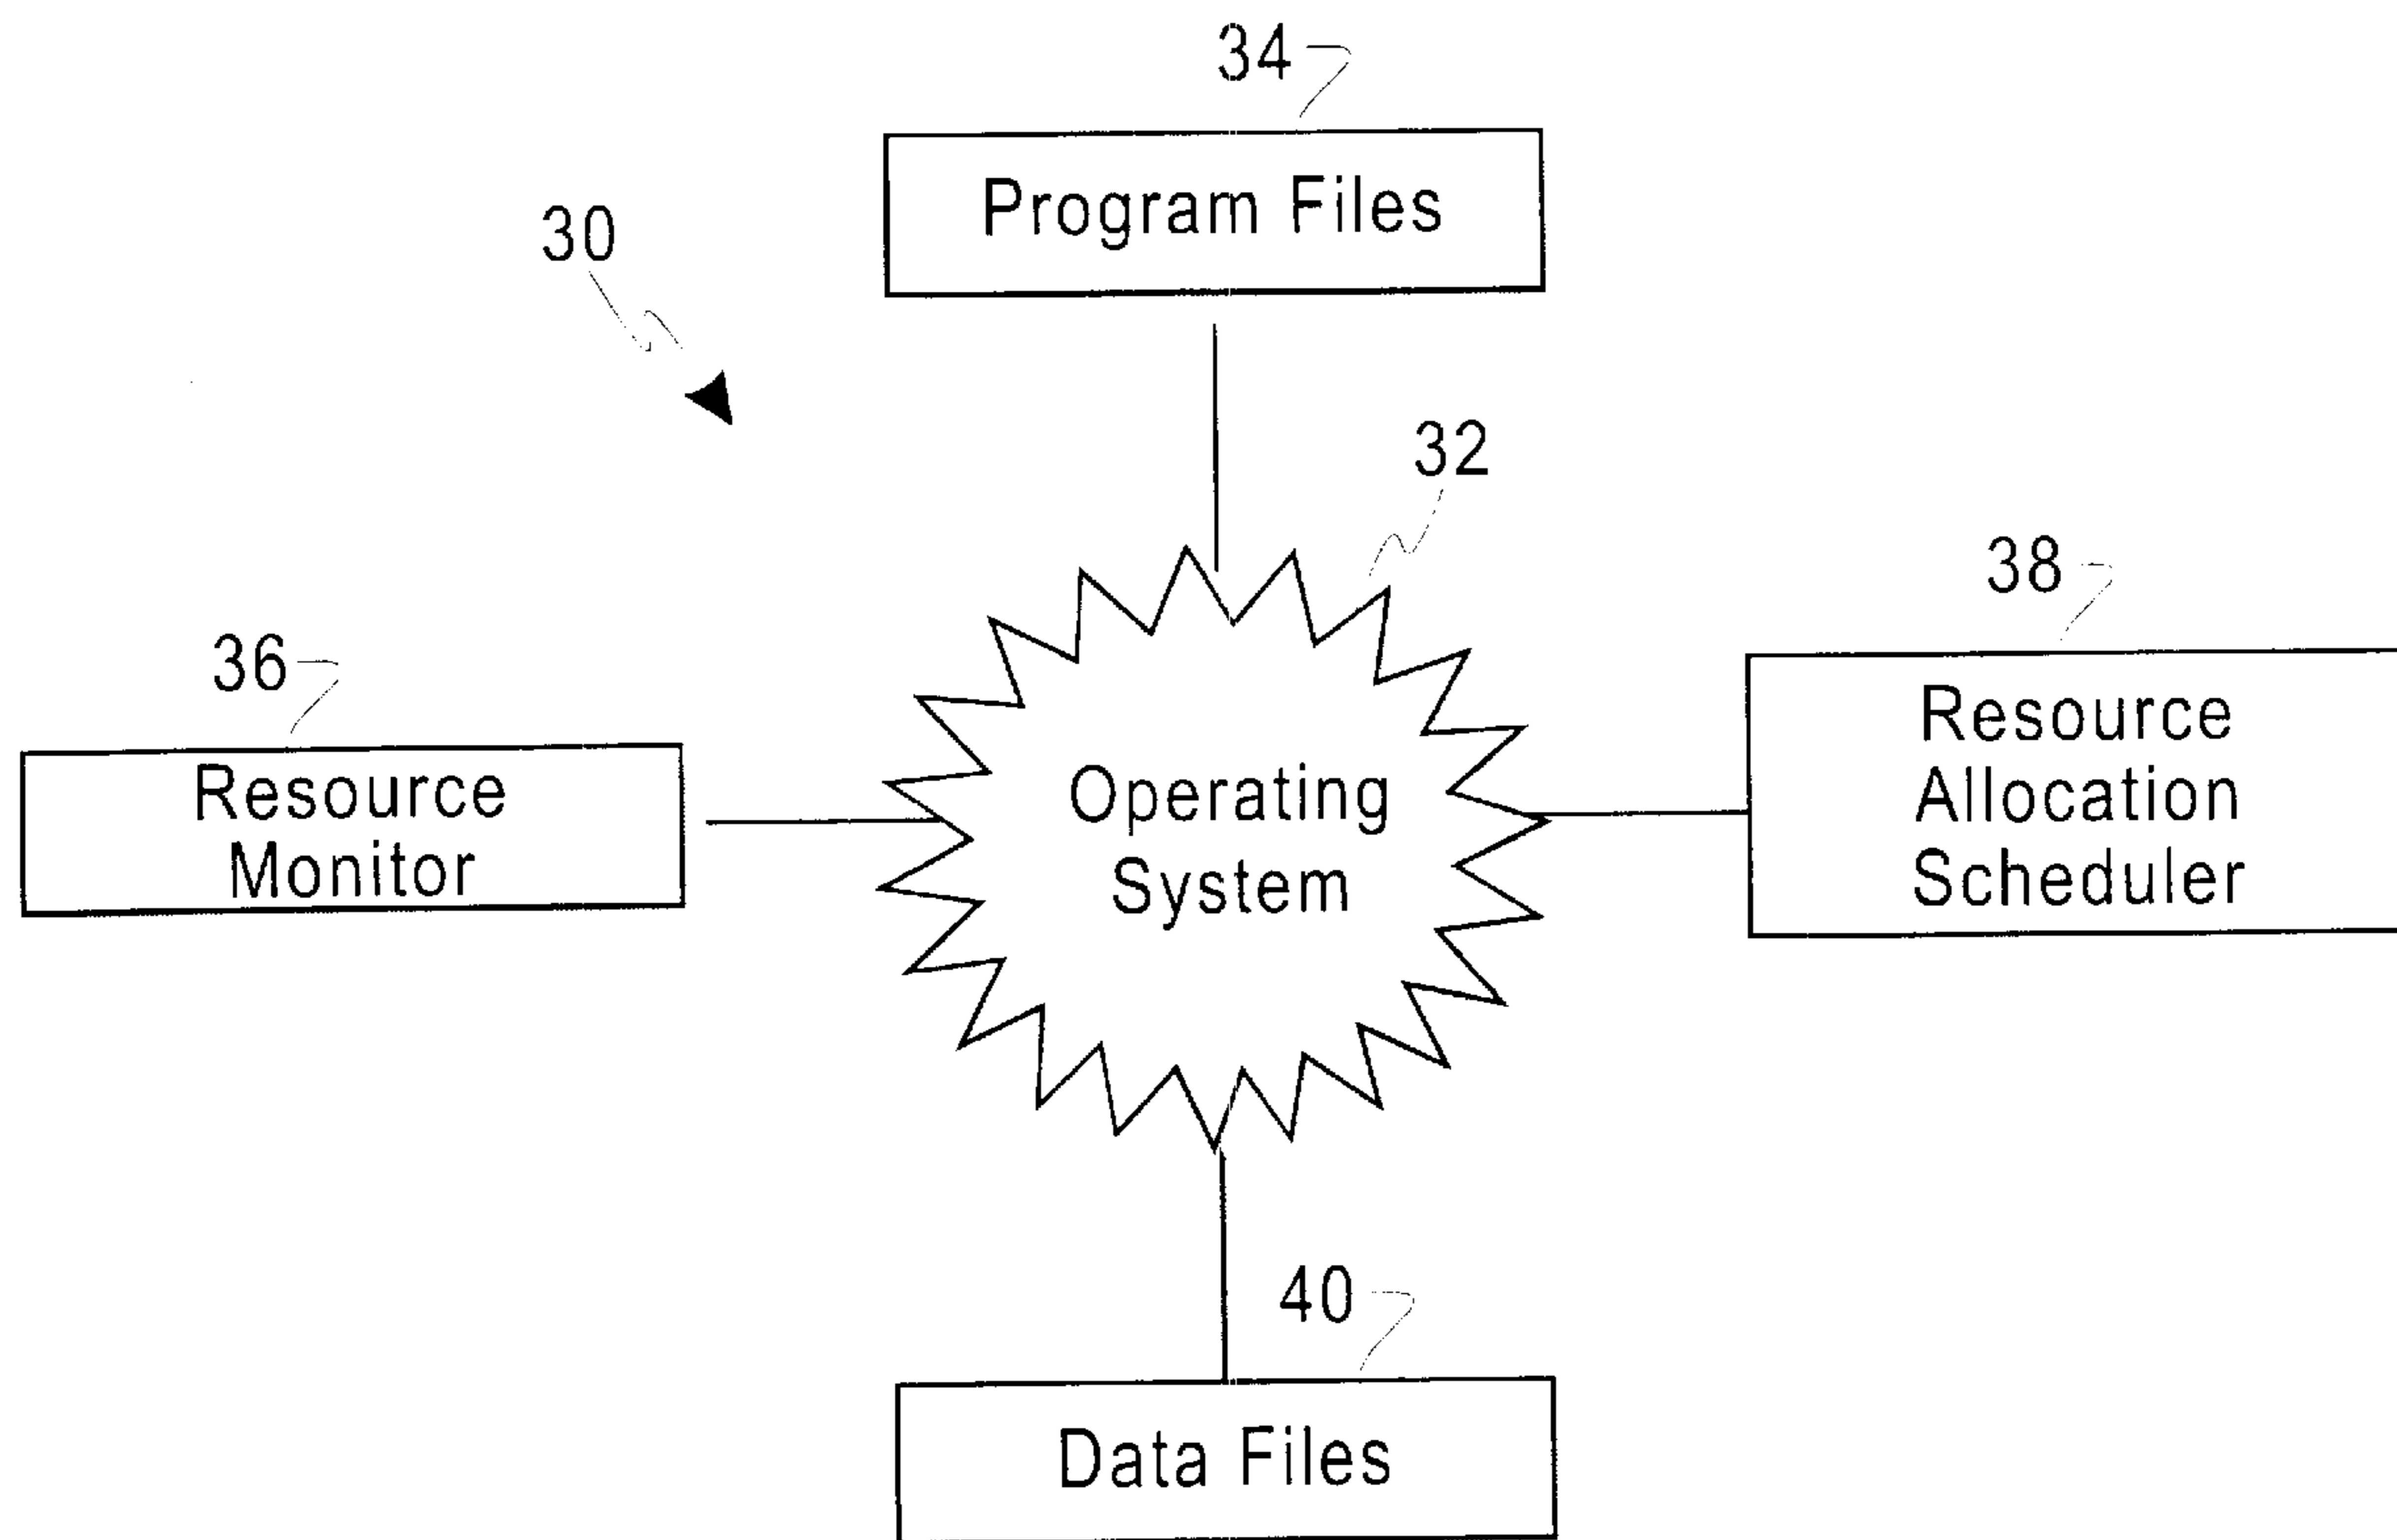 34
Program Files
30
32
38
Resource
Allocation
Scheduler
36
Resource
Monitor
Operating
System
40
Data Files